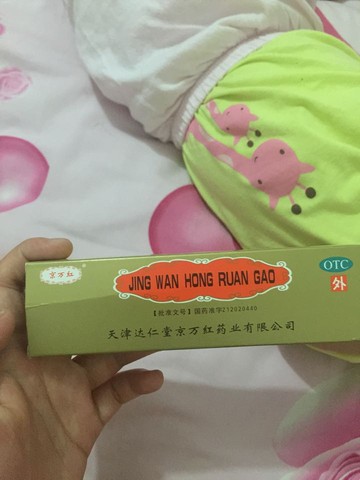 京万红
JING WAN HONG RUAN GAO
OTC
外
【批准文号】国药准字Z12020440
天津达仁堂京万红药业有限公司